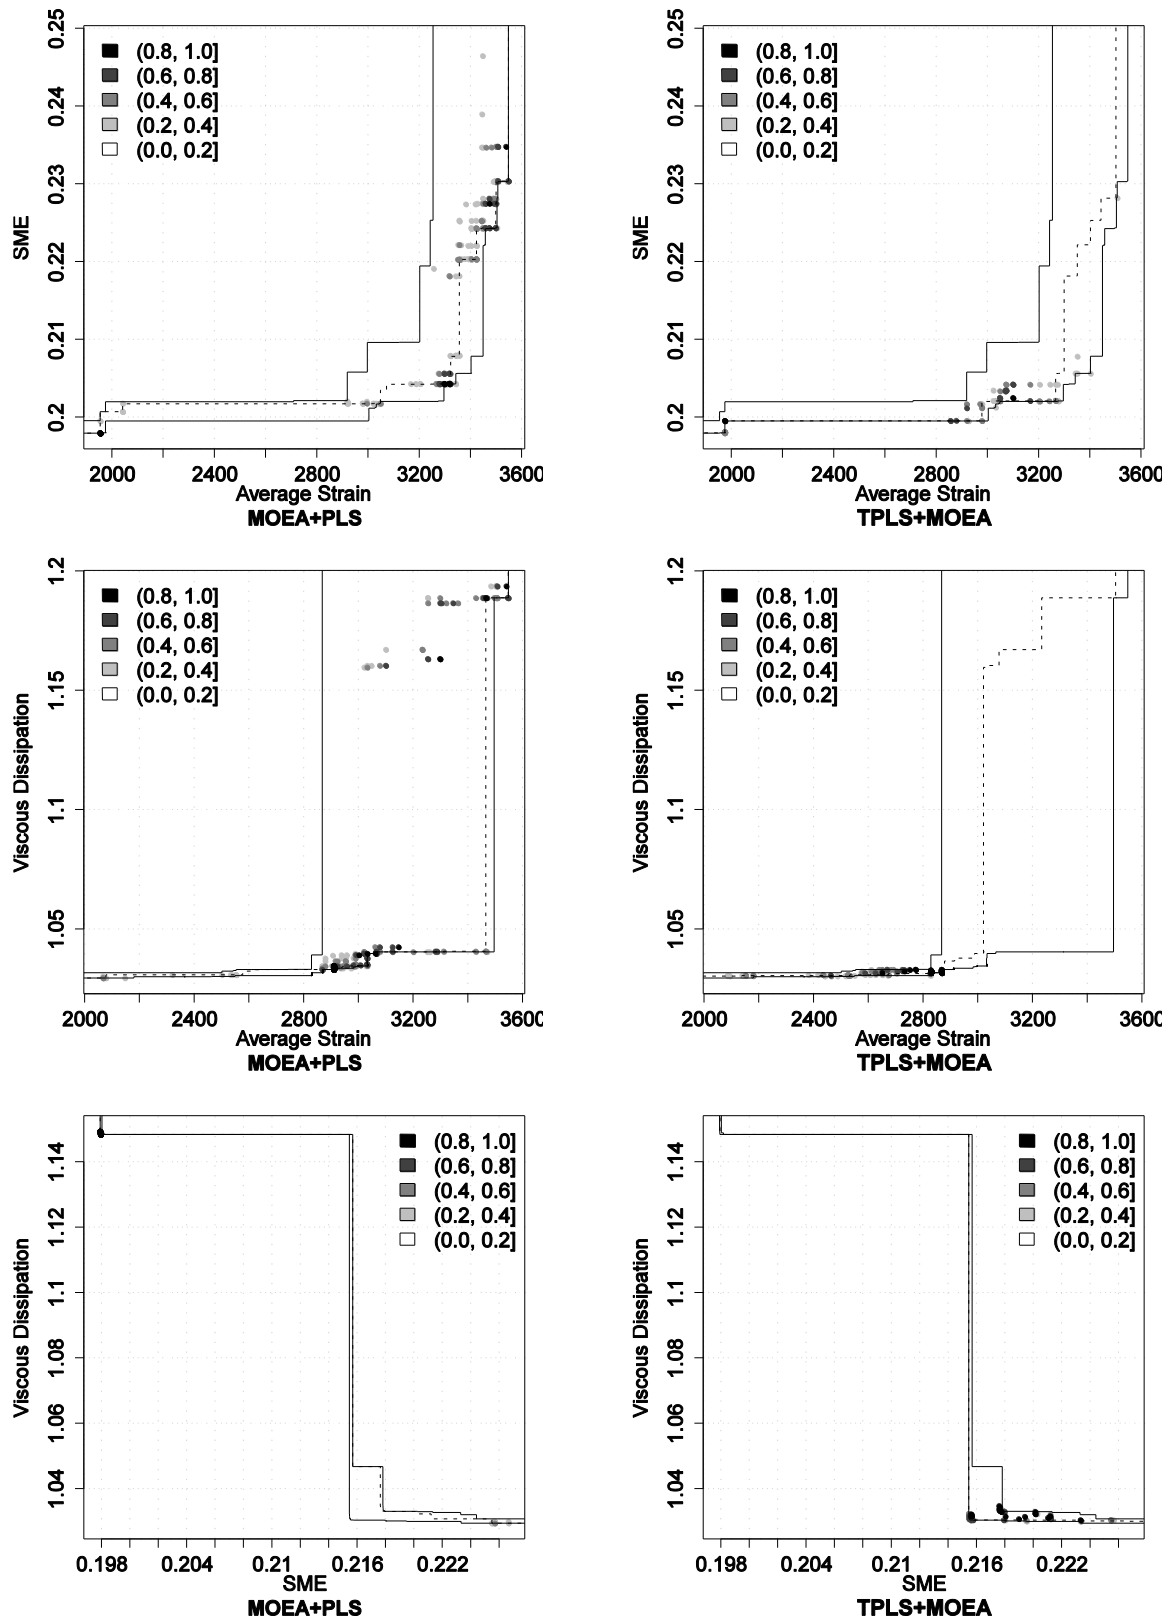 0.25
0.24
0.23
0.22
0.21
0.2
SME
(0.8, 1.0]
(0.6, 0.8]
(0.4, 0.6]
(0.2, 0.4]
(0.0, 0.2]
2000 2400 2800 3200 3600
Average Strain
MOEA+PLS
0.25
0.24
0.23
0.22
0.21
0.2
SME
(0.8, 1.0]
(0.6, 0.8]
(0.4, 0.6]
(0.2, 0.4]
(0.0, 0.2]
2000 2400 2800 3200 3600
Average Strain
TPLS+MOEA
1.2
1.15
1.1
1.05
Viscous Dissipation
(0.8, 1.0]
(0.6, 0.8]
(0.4, 0.6]
(0.2, 0.4]
(0.0, 0.2]
2000 2400 2800 3200 3600
Average Strain
MOEA+PLS
1.2
1.15
1.1
1.05
Viscous Dissipation
(0.8, 1.0]
(0.6, 0.8]
(0.4, 0.6]
(0.2, 0.4]
(0.0, 0.2]
2000 2400 2800 3200 3600
Average Strain
TPLS+MOEA
1.14
1.12
1.1
1.08
1.06
1.04
Viscous Dissipation
(0.8, 1.0]
(0.6, 0.8]
(0.4, 0.6]
(0.2, 0.4]
(0.0, 0.2]
0.198 0.204 0.21 0.216 0.222
SME
MOEA+PLS
1.14
1.12
1.1
1.08
1.06
1.04
Viscous Dissipation
(0.8, 1.0]
(0.6, 0.8]
(0.4, 0.6]
(0.2, 0.4]
(0.0, 0.2]
0.198 0.204 0.21 0.216 0.222
SME
TPLS+MOEA